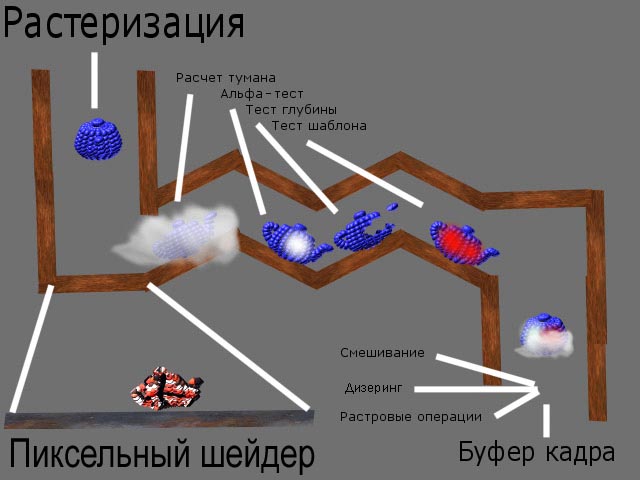 Растеризация
Расчет тумана
Альфа-тест
Тест глубины
Тест шаблона
Смешивание
Дизеринг
Растровые операции
Пиксельный шейдер
Буфер кадра